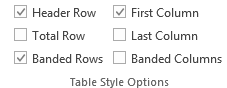 Header Row First Column
Total Row Last Column
Banded Rows Banded Columns
Table Style Options